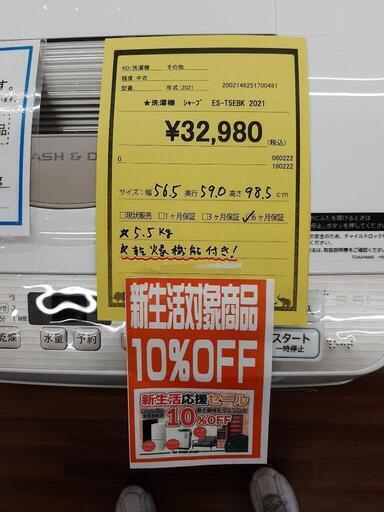 KD/洗濯機 その他
程度:中古
型番: 年式:2021 2002146251700481
★洗濯機 シャープ ES-T5EBK 2021
¥32,980
(税込)
0 060222
180222
サイズ:幅 56.5 奥行 59.0 高さ 98.5 cm
□現状販売 □1ヶ月保証 □3ヶ月保証 ☑6ヶ月保証
★5.5kg
★乾燥機能付き!
ASH & D
乾燥 水量 予約
スタート
一時停止
新生活対象商品
10%OFF
新生活応援セール
10%OFF